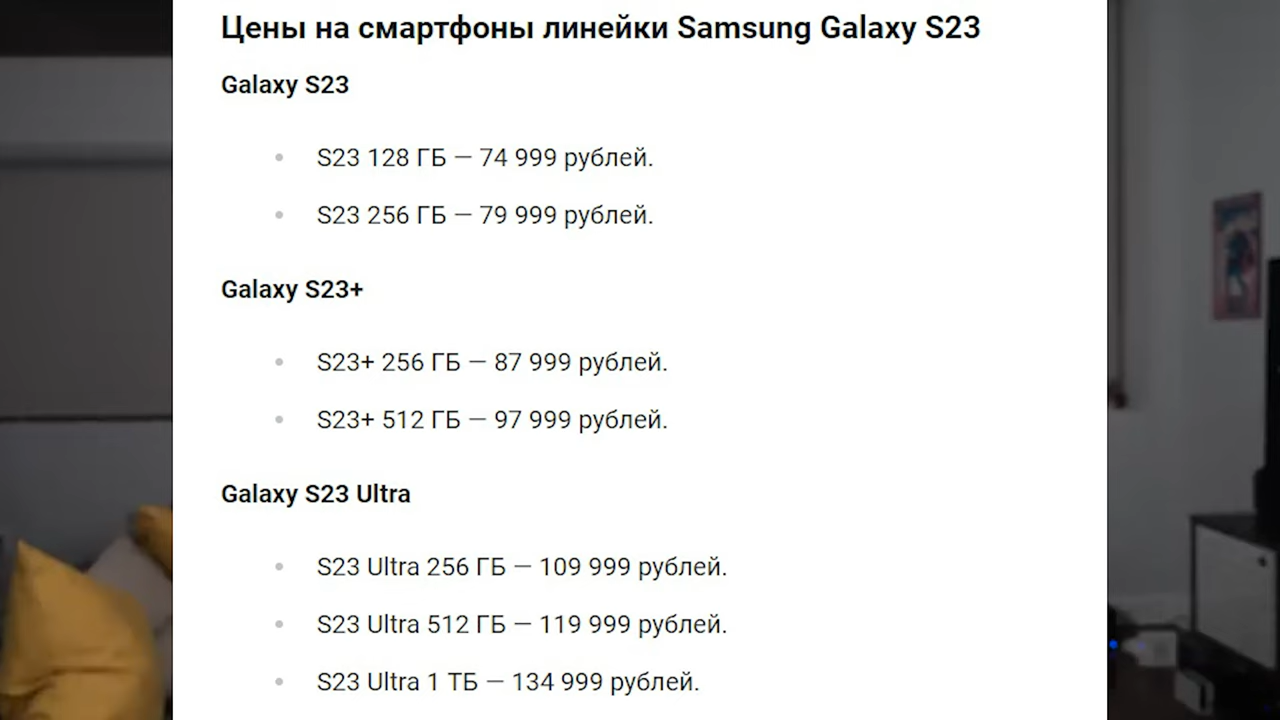 Цены на смартфоны линейки Samsung Galaxy S23
Galaxy S23
S23 128 ГБ — 74 999 рублей.
S23 256 ГБ — 79 999 рублей.
Galaxy S23+
S23+ 256 ГБ — 87 999 рублей.
S23+ 512 ГБ — 97 999 рублей.
Galaxy S23 Ultra
S23 Ultra 256 ГБ — 109 999 рублей.
S23 Ultra 512 ГБ — 119 999 рублей.
S23 Ultra 1 ТБ — 134 999 рублей.